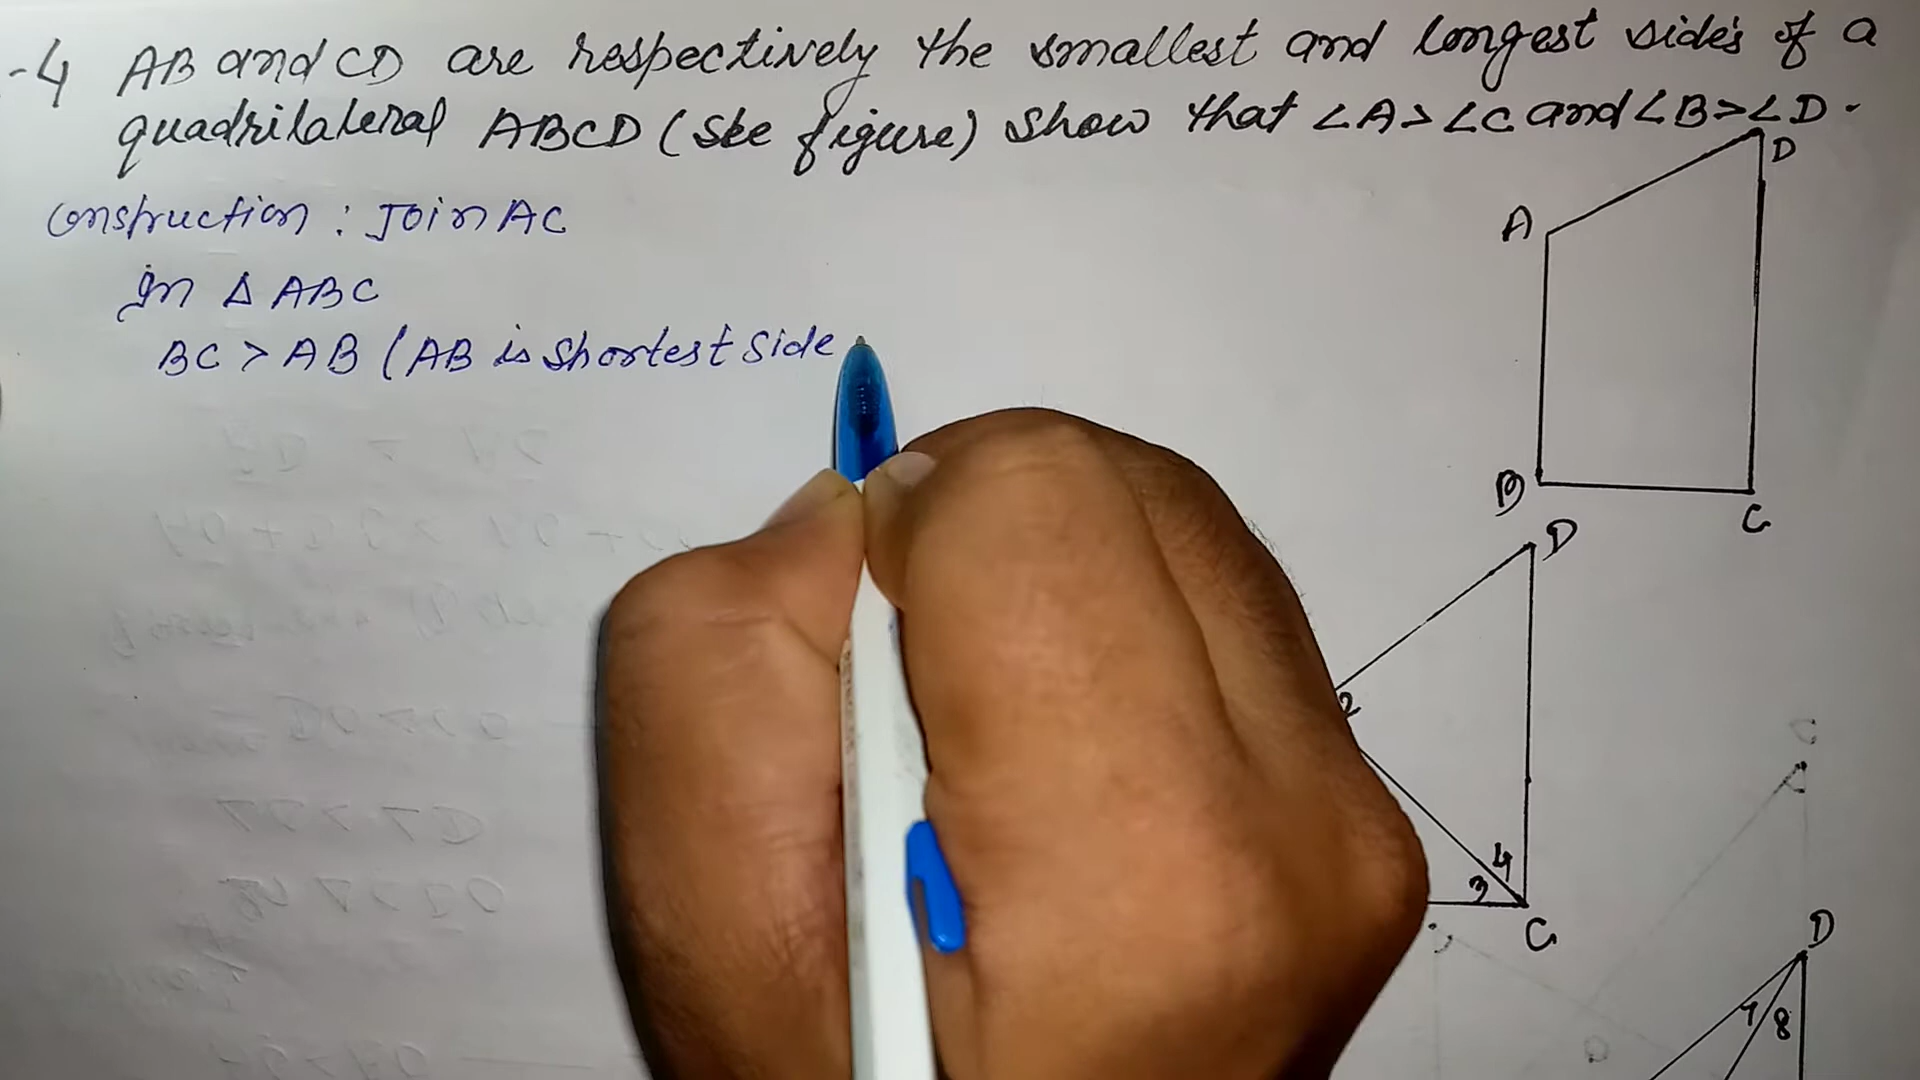 -4 AB and CD are respectively the smallest and longest sides of a
quadrilateral ABCD (see figure) show that ∠A > ∠C and ∠B > ∠D.
Construction : Join AC
In Δ ABC
BC > AB (AB is shortest side
D
A
B
C
D
2
4
3
C
D
7
8